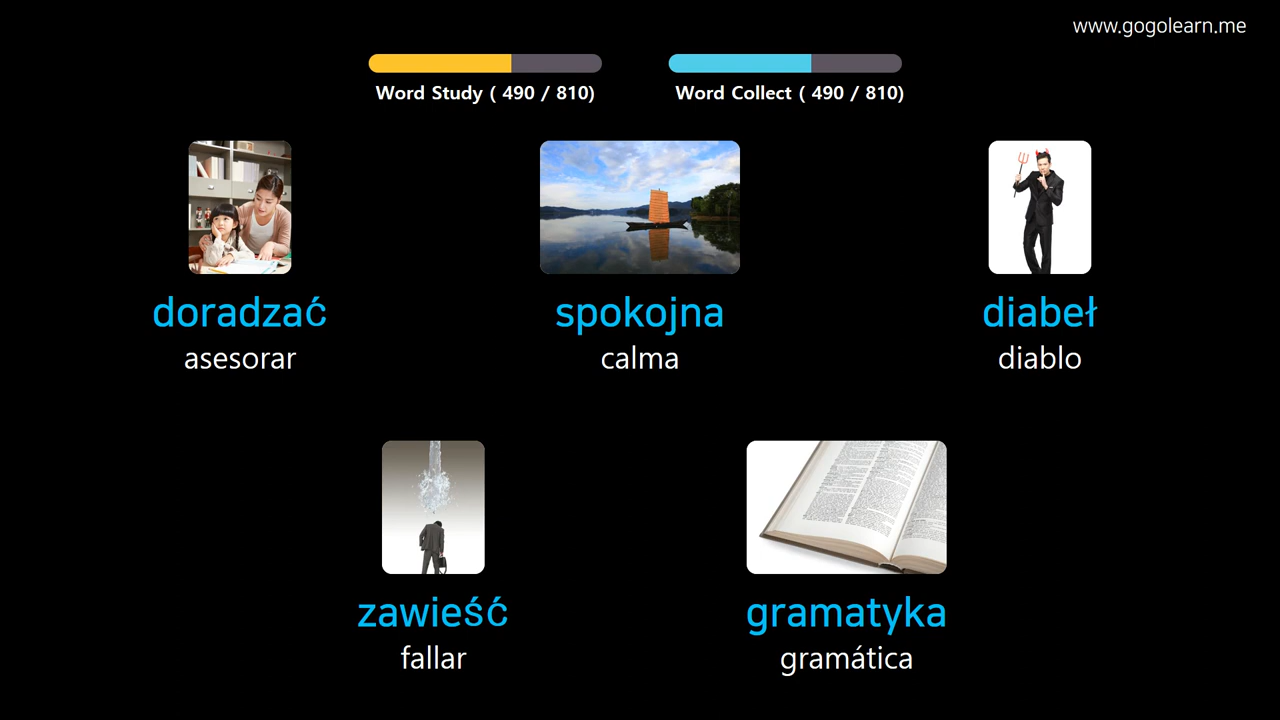 www.gogolearn.me
Word Study ( 490 / 810)
Word Collect ( 490 / 810)
doradzać
asesorar
spokojna
calma
diabeł
diablo
zawieść
fallar
gramatyka
gramática